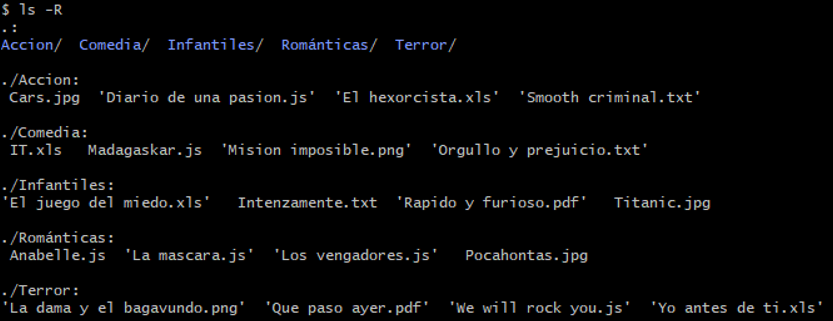 $ ls -R
.:
Accion/  Comedia/  Infantiles/  Románticas/  Terror/

./Accion:
 Cars.jpg  'Diario de una pasion.js'  'El hexorcista.xls'  'Smooth criminal.txt'

./Comedia:
 IT.xls   Madagaskar.js  'Mision imposible.png'  'Orgullo y prejuicio.txt'

./Infantiles:
'El juego del miedo.xls'   Intenzamente.txt  'Rapido y furioso.pdf'   Titanic.jpg

./Románticas:
 Anabelle.js  'La mascara.js'  'Los vengadores.js'   Pocahontas.jpg

./Terror:
'La dama y el bagavundo.png'  'Que paso ayer.pdf'  'We will rock you.js'  'Yo antes de ti.xls'